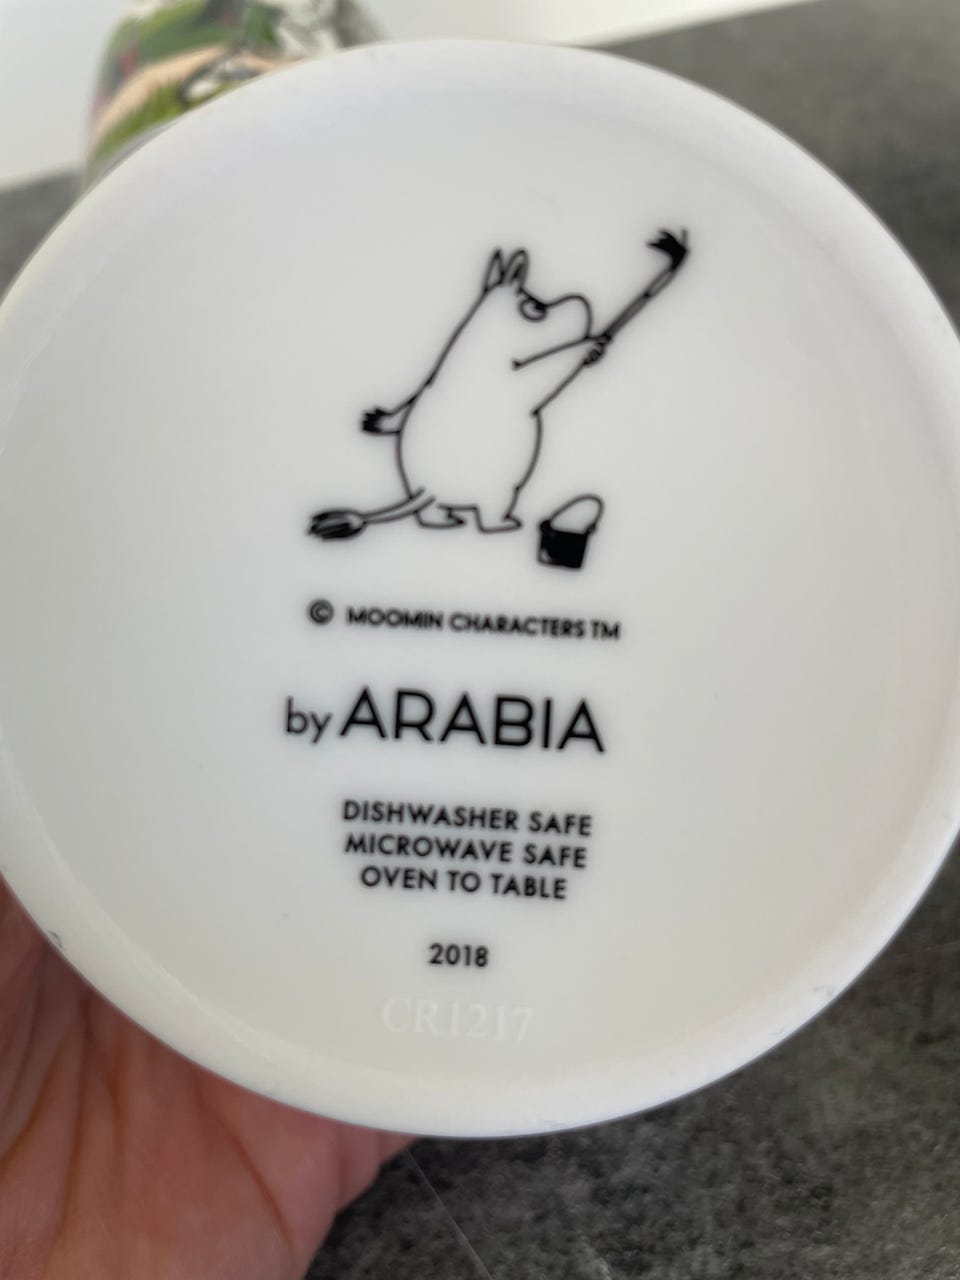 © MOOMIN CHARACTERS TM
by ARABIA
DISHWASHER SAFE
MICROWAVE SAFE
OVEN TO TABLE
2018
CR1217